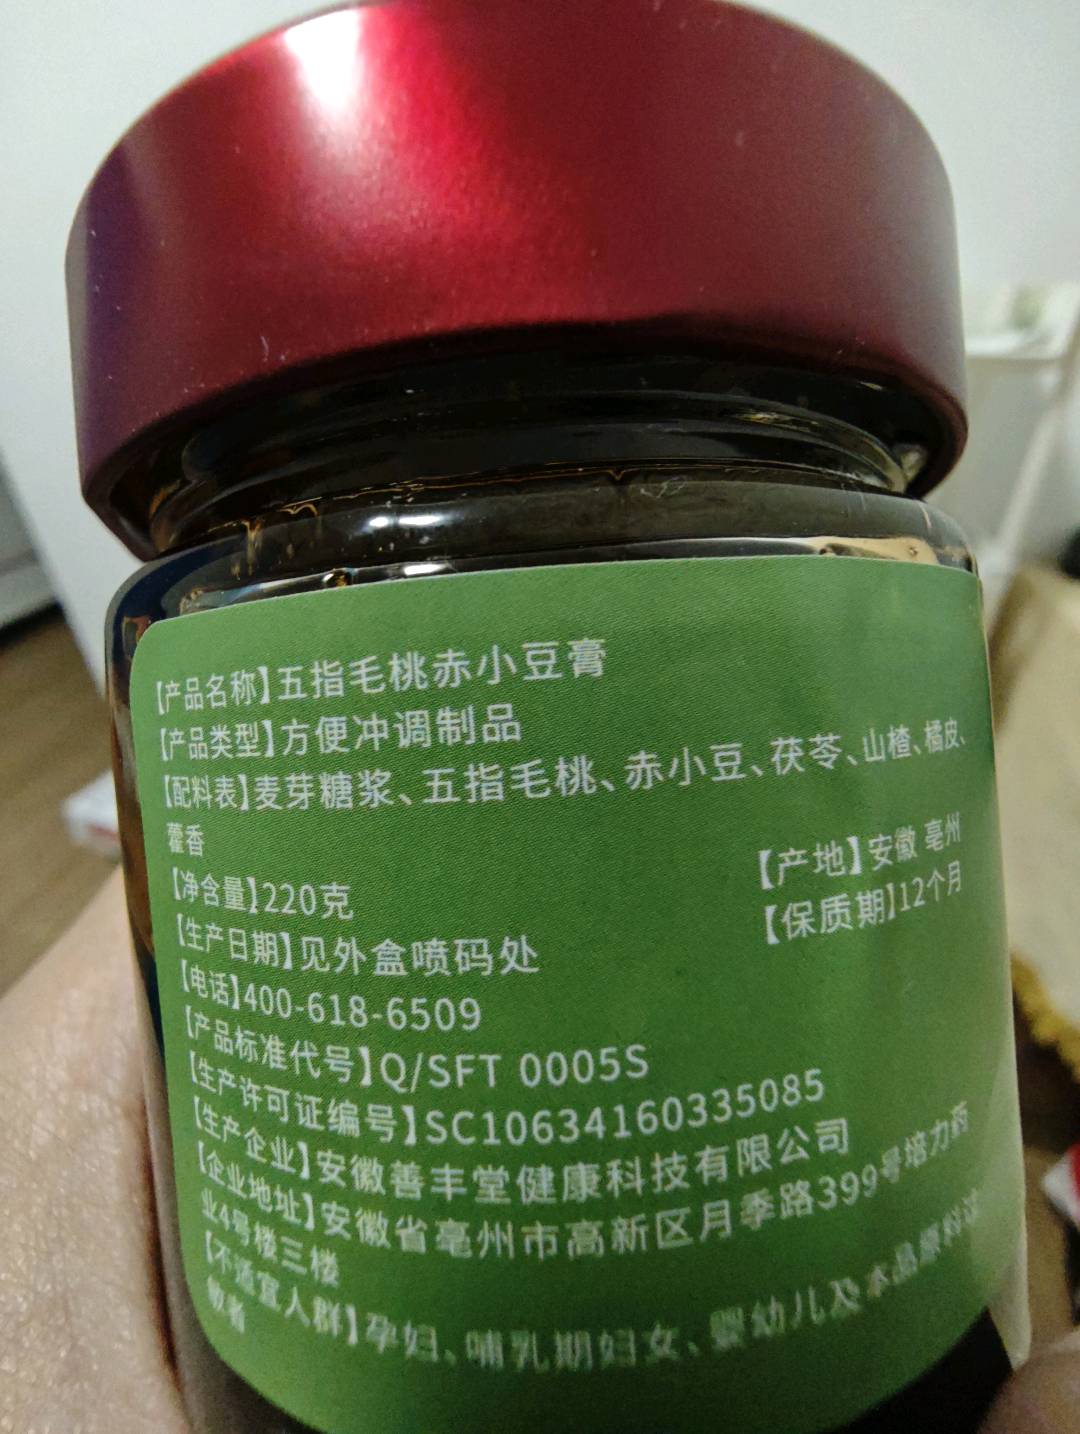 【产品名称】五指毛桃赤小豆膏
【产品类型】方便冲调制品
【配料表】麦芽糖浆、五指毛桃、赤小豆、茯苓、山楂、橘皮、
藿香
【净含量】220克
【产地】安徽 亳州
【生产日期】见外盒喷码处
【保质期】12个月
【电话】400-618-6509
【产品标准代号】Q/SFT 0005S
【生产许可证编号】SC10634160335085
【生产企业】安徽善丰堂健康科技有限公司
【企业地址】安徽省亳州市高新区月季路399号培力药
业4号楼三楼
【不适宜人群】孕妇、哺乳期妇女、婴幼儿及本品原料过
敏者